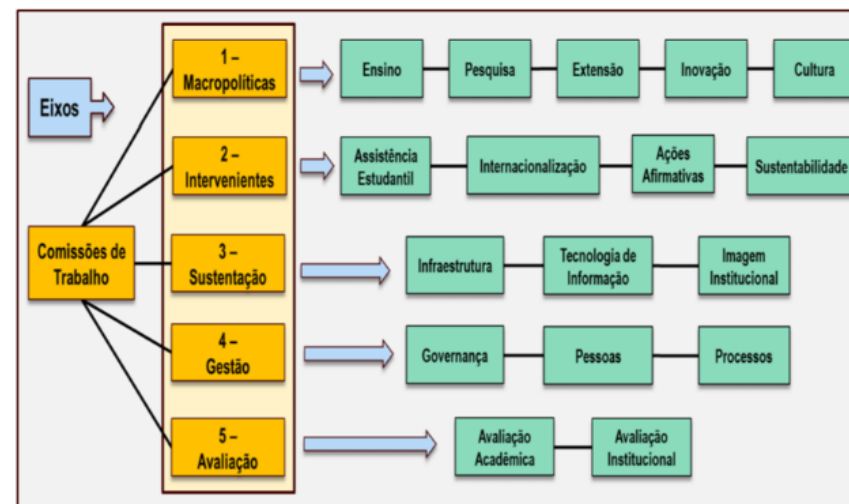 Eixos
Comissões de
Trabalho
1 –
Macropolíticas
Ensino
Pesquisa
Extensão
Inovação
Cultura
2 –
Intervenientes
Assistência
Estudantil
Internacionalização
Ações
Afirmativas
Sustentabilidade
3 –
Sustentação
Infraestrutura
Tecnologia de
Informação
Imagem
Institucional
4 –
Gestão
Governança
Pessoas
Processos
5 –
Avaliação
Avaliação
Acadêmica
Avaliação
Institucional